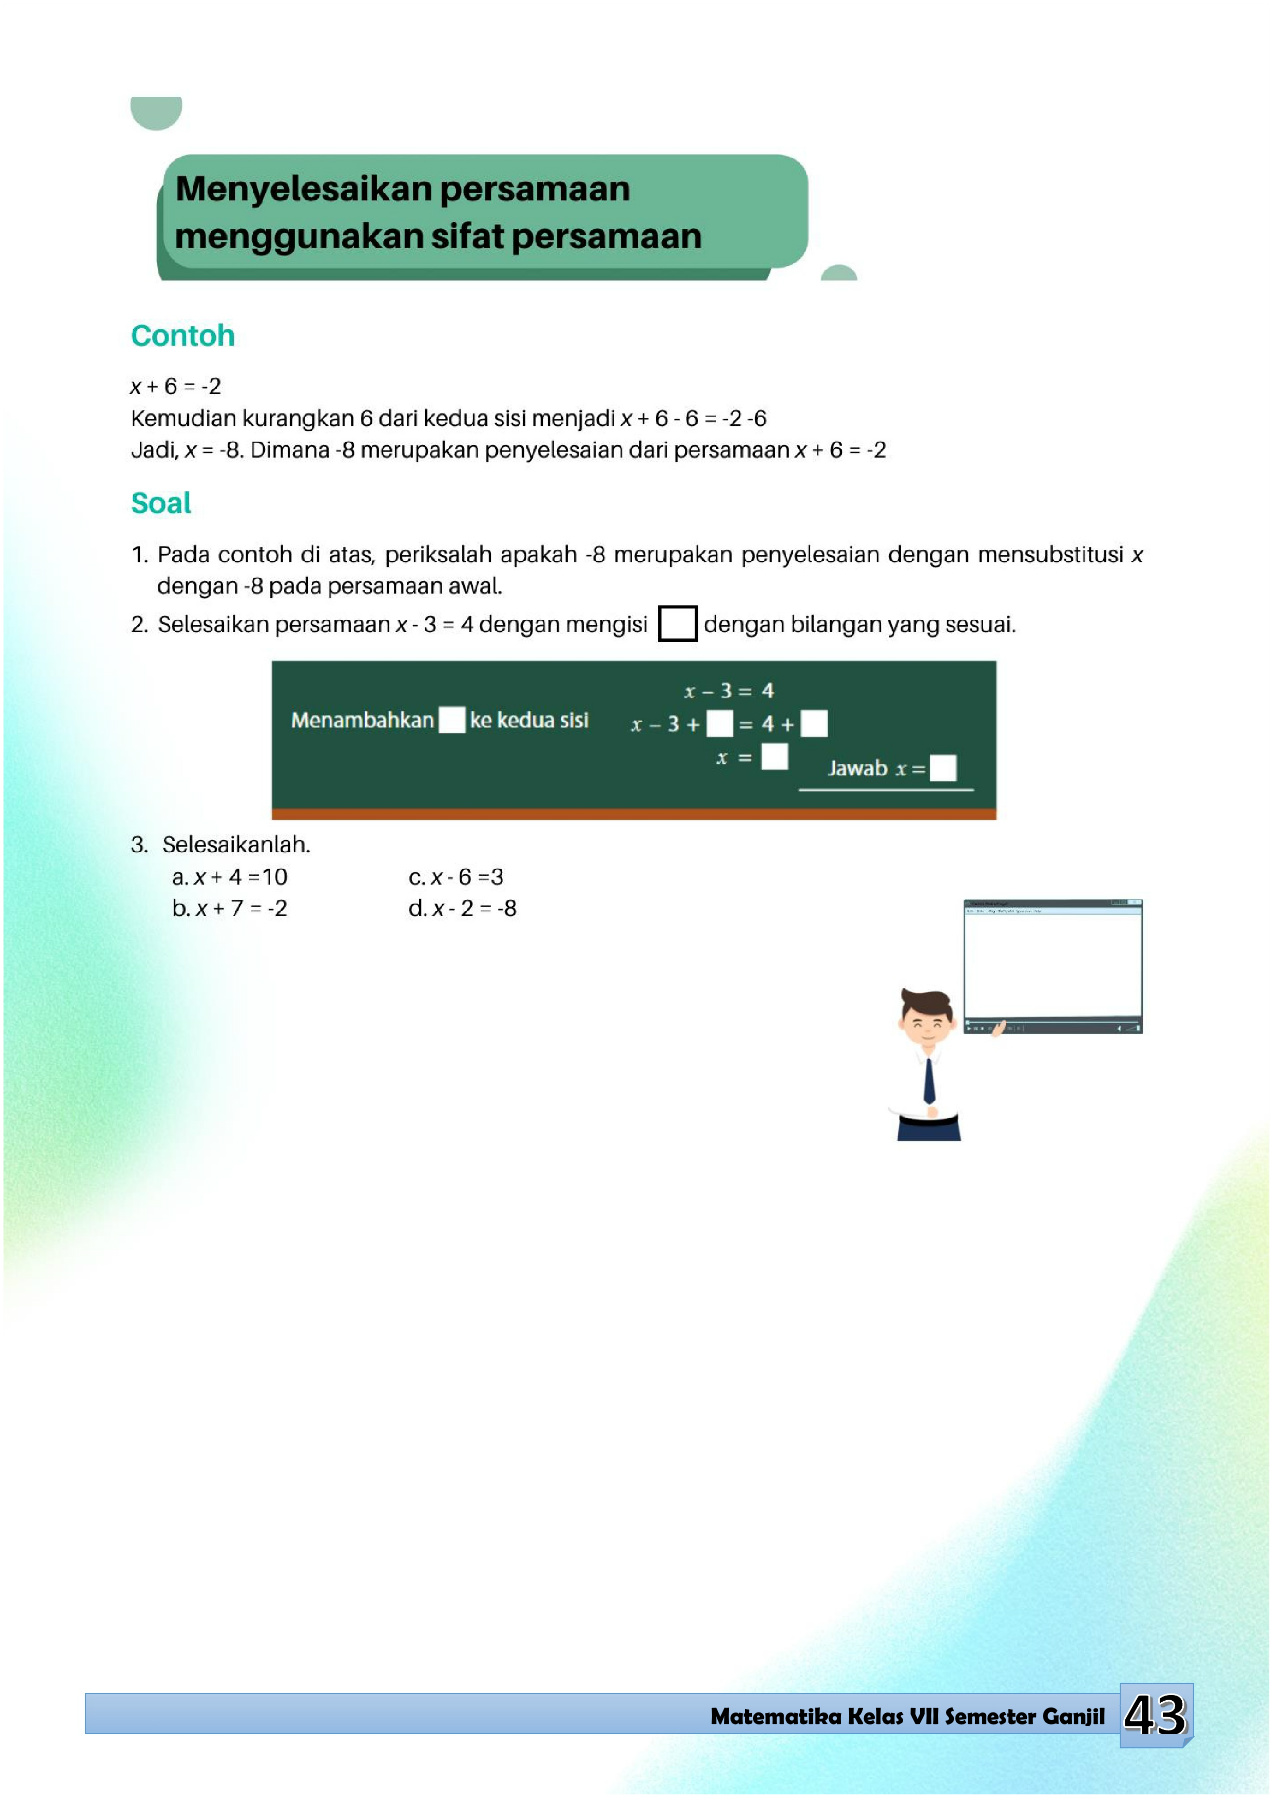 Menyelesaikan persamaan
menggunakan sifat persamaan
Contoh
x + 6 = -2
Kemudian kurangkan 6 dari kedua sisi menjadi x + 6 - 6 = -2 -6
Jadi, x = -8. Dimana -8 merupakan penyelesaian dari persamaan x + 6 = -2
Soal
1. Pada contoh di atas, periksalah apakah -8 merupakan penyelesaian dengan mensubstitusi x
dengan -8 pada persamaan awal.
2. Selesaikan persamaan x - 3 = 4 dengan mengisi □ dengan bilangan yang sesuai.
x – 3 = 4
Menambahkan □ ke kedua sisi x – 3 + □ = 4 + □
x = □
Jawab x = □
3. Selesaikanlah.
a. x + 4 =10 c. x - 6 =3
b. x + 7 = -2 d. x - 2 = -8
Matematika Kelas VII Semester Ganjil 43